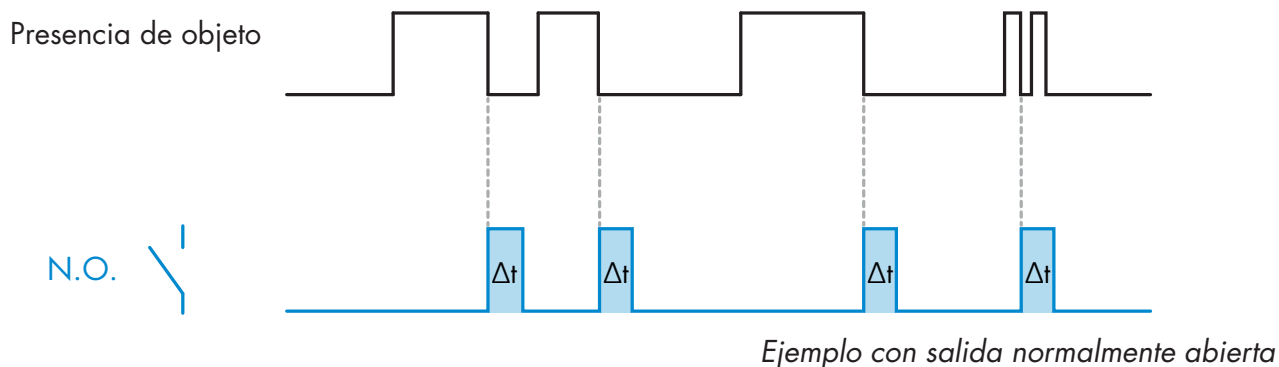 Presencia de objeto
N.O.
Δt Δt Δt Δt
Ejemplo con salida normalmente abierta